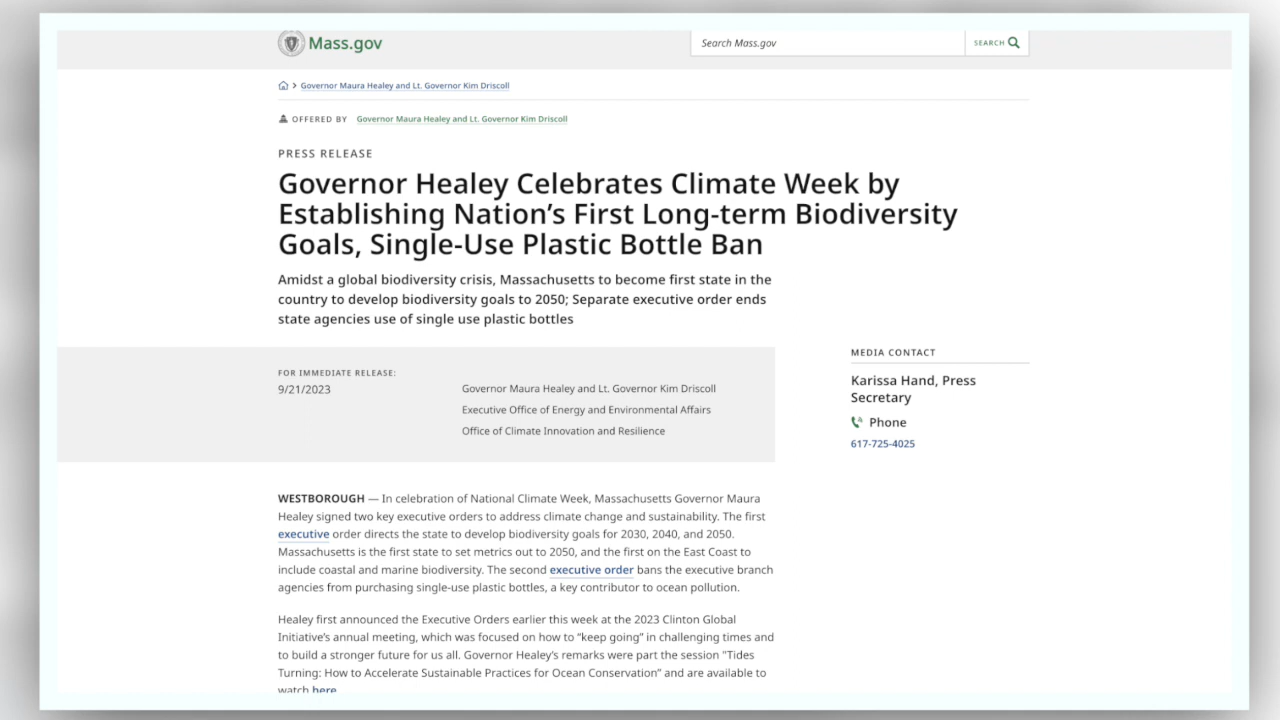 Mass.gov
Search Mass.gov
SEARCH
Governor Maura Healey and Lt. Governor Kim Driscoll
OFFERED BY Governor Maura Healey and Lt. Governor Kim Driscoll
PRESS RELEASE
Governor Healey Celebrates Climate Week by
Establishing Nation’s First Long-term Biodiversity
Goals, Single-Use Plastic Bottle Ban
Amidst a global biodiversity crisis, Massachusetts to become first state in the
country to develop biodiversity goals to 2050; Separate executive order ends
state agencies use of single use plastic bottles
FOR IMMEDIATE RELEASE:
9/21/2023
Governor Maura Healey and Lt. Governor Kim Driscoll
Executive Office of Energy and Environmental Affairs
Office of Climate Innovation and Resilience
MEDIA CONTACT
Karissa Hand, Press
Secretary
Phone
617-725-4025
WESTBOROUGH — In celebration of National Climate Week, Massachusetts Governor Maura
Healey signed two key executive orders to address climate change and sustainability. The first
executive order directs the state to develop biodiversity goals for 2030, 2040, and 2050.
Massachusetts is the first state to set metrics out to 2050, and the first on the East Coast to
include coastal and marine biodiversity. The second executive order bans the executive branch
agencies from purchasing single-use plastic bottles, a key contributor to ocean pollution.
Healey first announced the Executive Orders earlier this week at the 2023 Clinton Global
Initiative’s annual meeting, which was focused on how to “keep going” in challenging times and
to build a stronger future for us all. Governor Healey’s remarks were part the session "Tides
Turning: How to Accelerate Sustainable Practices for Ocean Conservation” and are available to
watch here